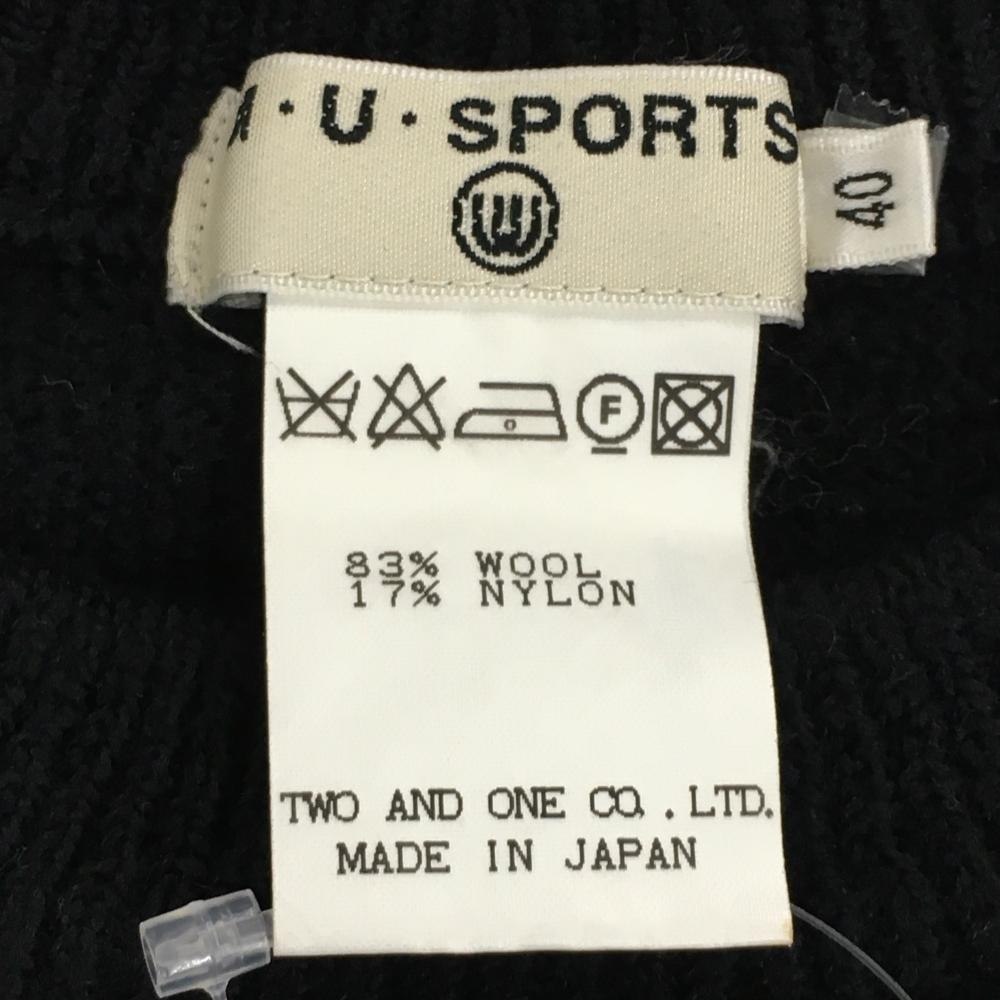 · U · SPORTS
40
F
83% WOOL
17% NYLON
TWO AND ONE CO.. LTD.
MADE IN JAPAN